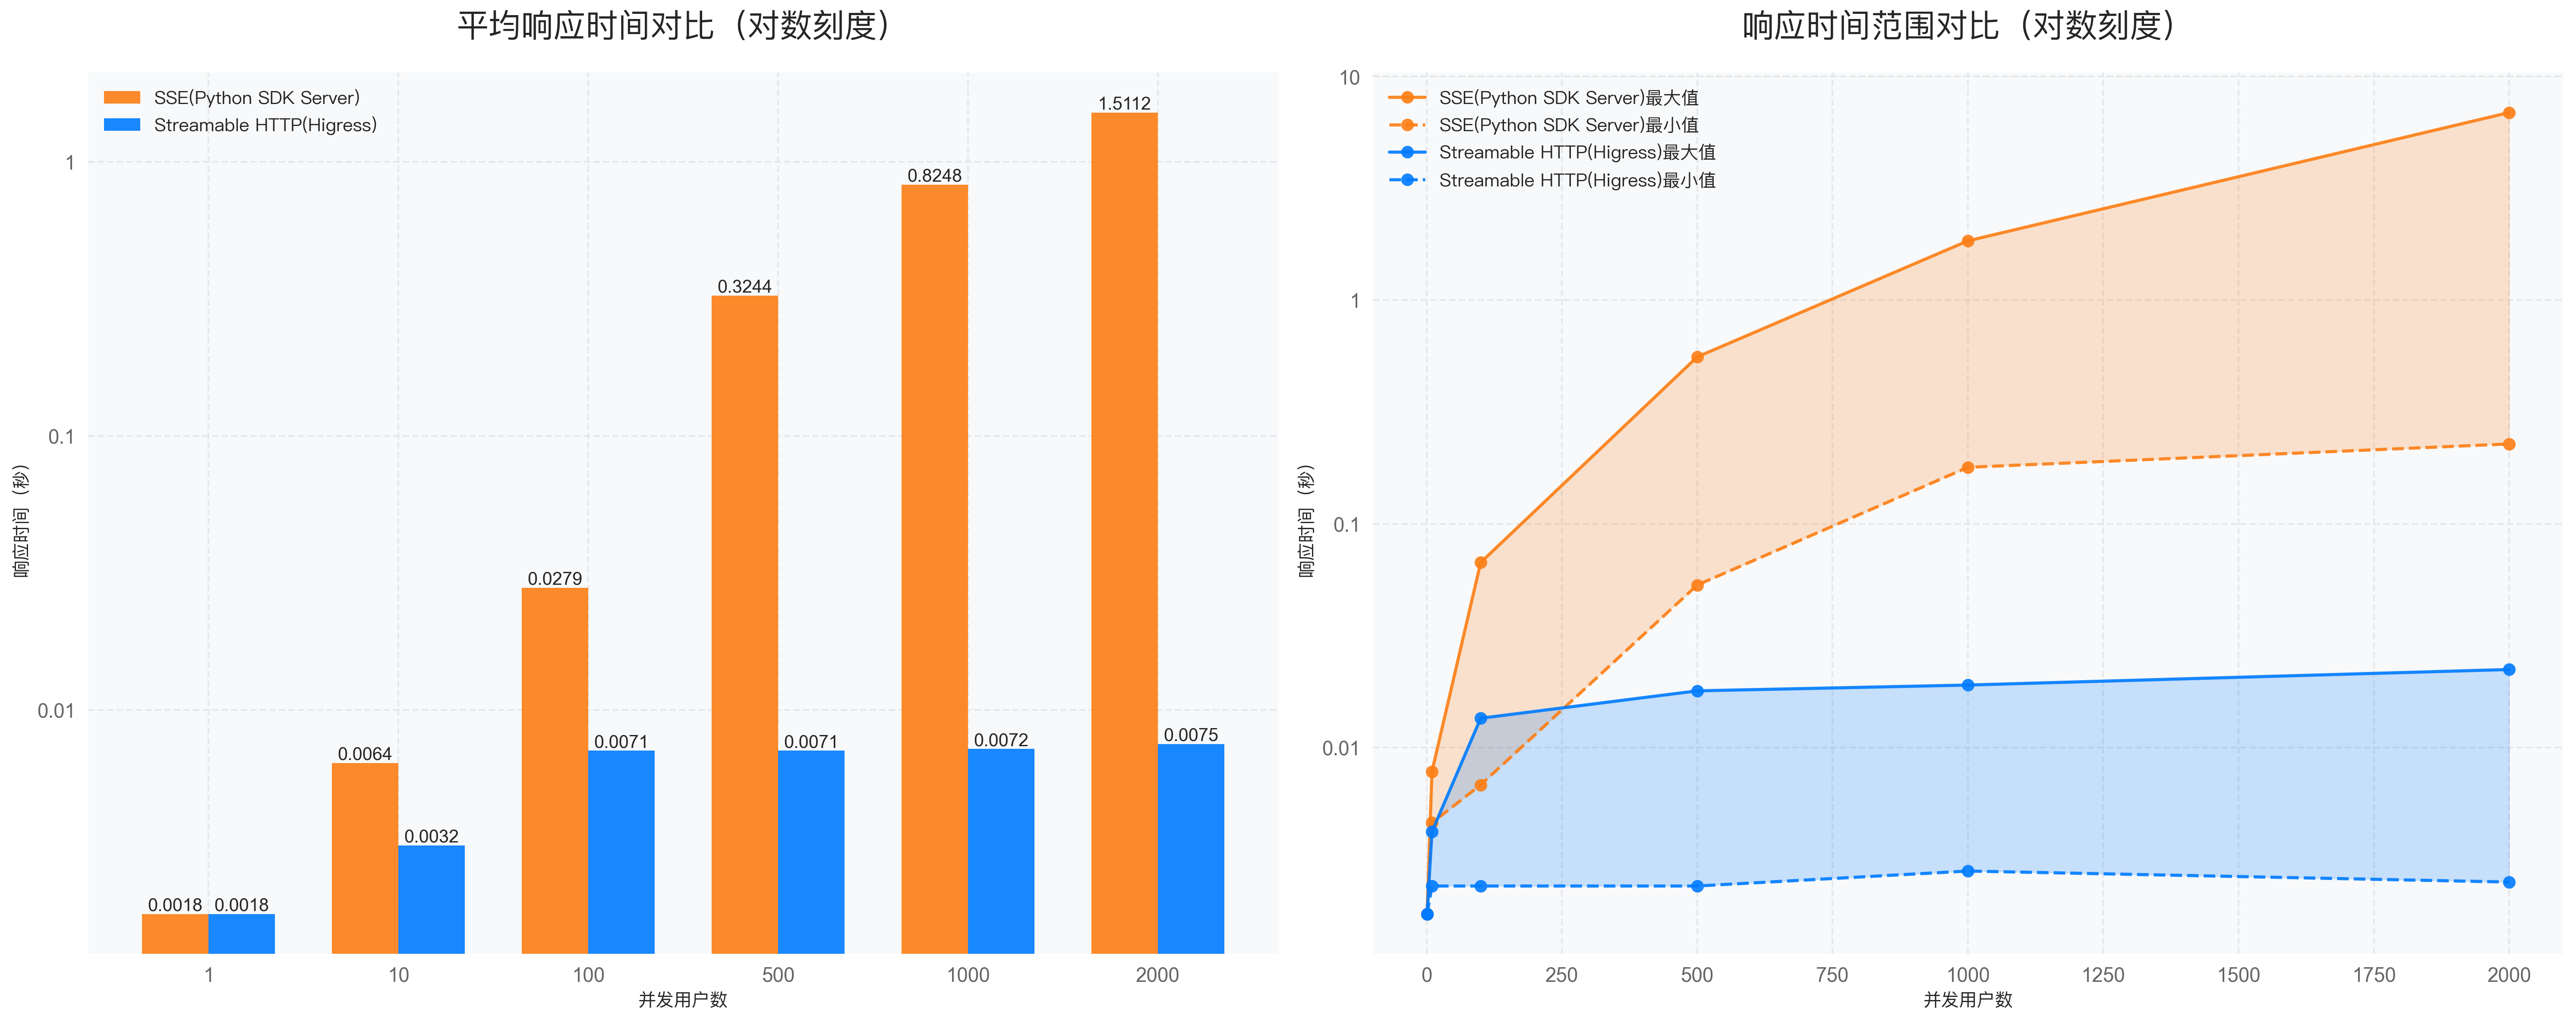 平均响应时间对比（对数刻度）
SSE(Python SDK Server)
Streamable HTTP(Higress)
1
0.1
0.01
响应时间（秒）
0.0018
0.0018
0.0064
0.0032
0.0279
0.0071
0.3244
0.0071
0.8248
0.0072
1.5112
0.0075
1
10
100
500
1000
2000
并发用户数
响应时间范围对比（对数刻度）
SSE(Python SDK Server)最大值
SSE(Python SDK Server)最小值
Streamable HTTP(Higress)最大值
Streamable HTTP(Higress)最小值
10
1
0.1
0.01
响应时间（秒）
0
250
500
750
1000
1250
1500
1750
2000
并发用户数